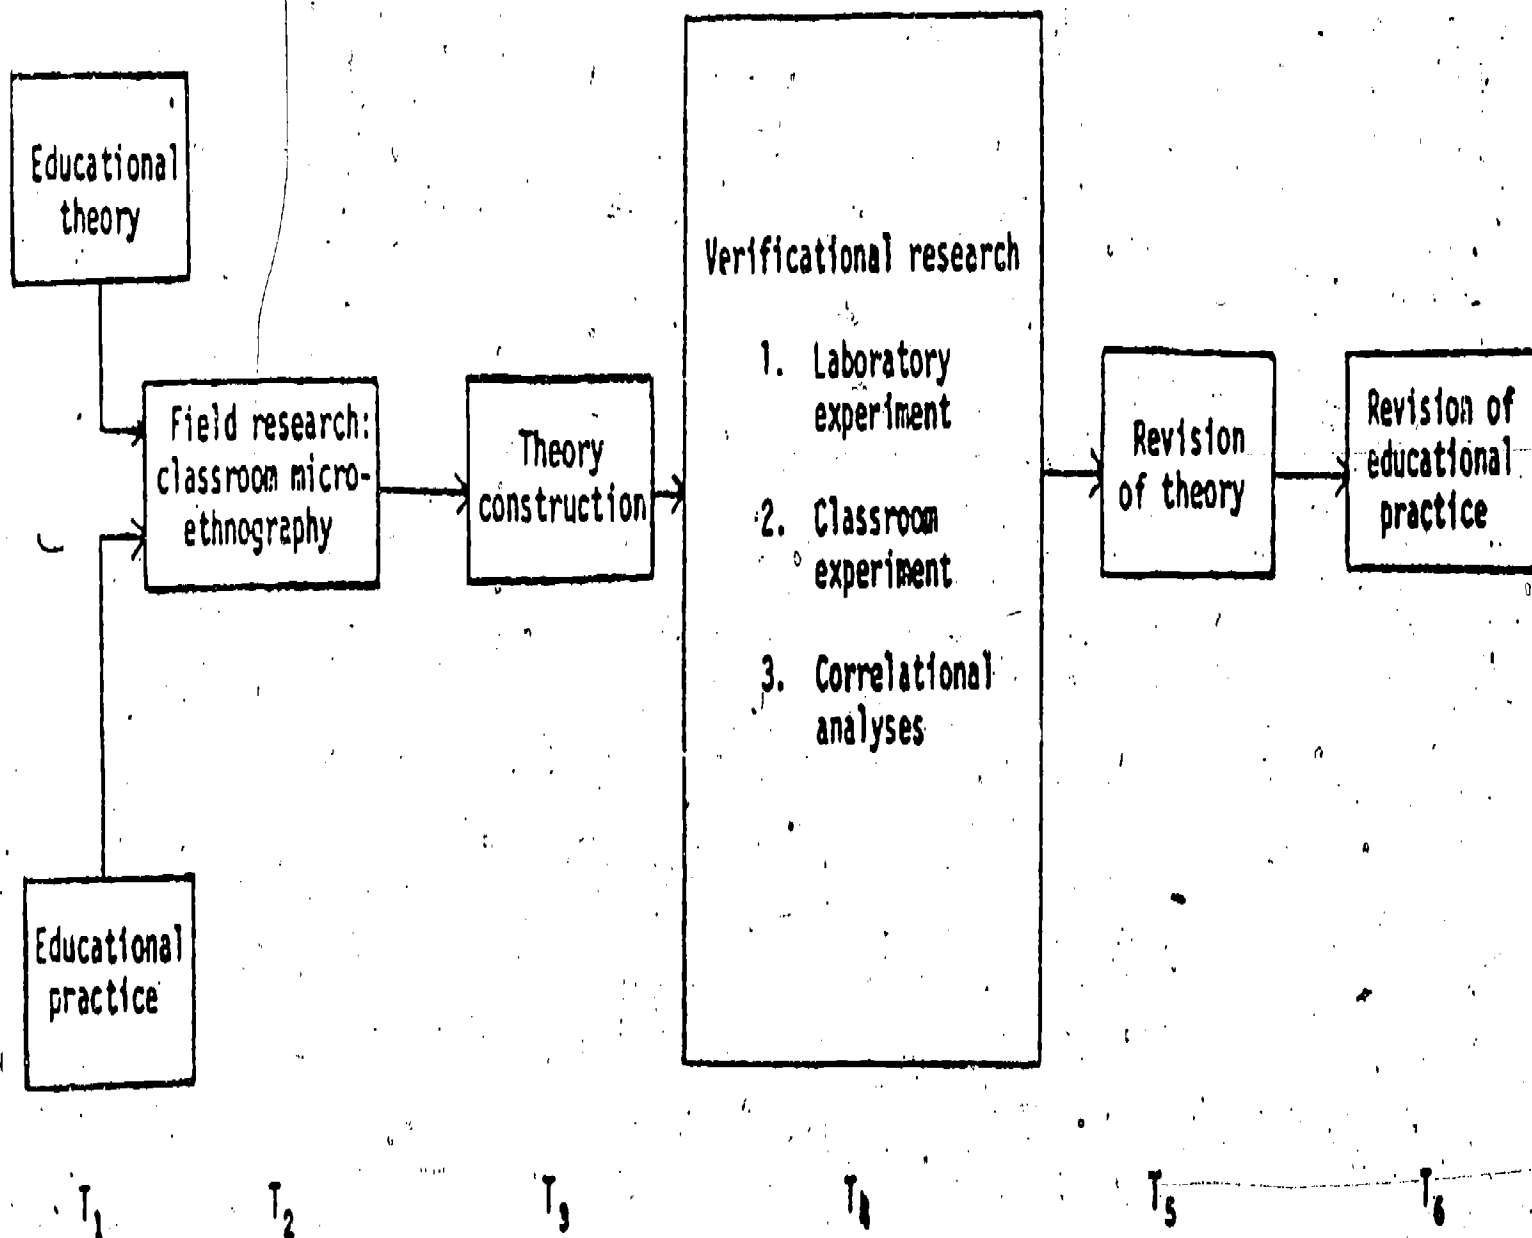 Educational
theory
Field research:
classroom micro-
ethnography
Educational
practice
Theory
construction
Verificational research
1. Laboratory
experiment
2. Classroom
experiment
3. Correlational
analyses
Revision
of theory
Revision of
educational
practice
T1 T2 T3 T4 T5 T6